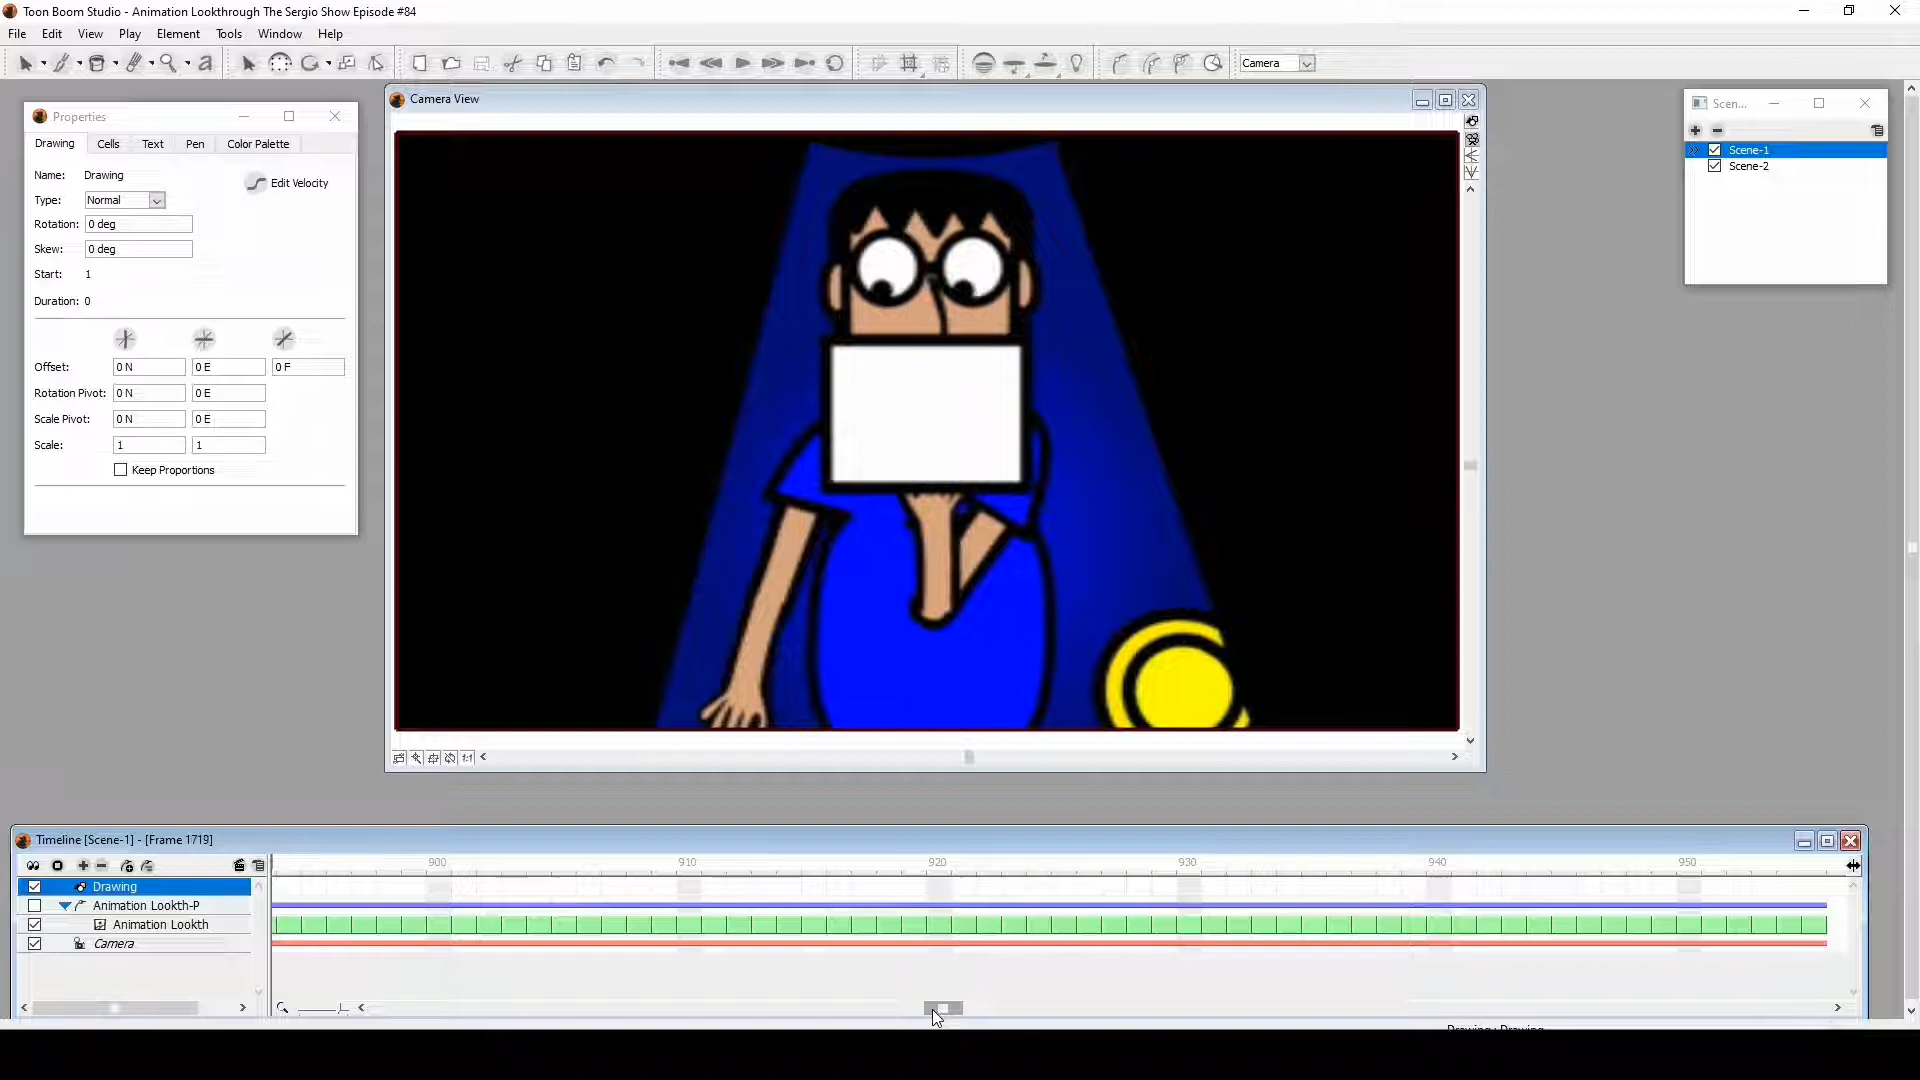 Toon Boom Studio - Animation Lookthrough The Sergio Show Episode #84
File Edit View Play Element Tools Window Help
Camera
Properties
Drawing Cells Text Pen Color Palette
Name: Drawing
Edit Velocity
Type: Normal
Rotation: 0 deg
Skew: 0 deg
Start: 1
Duration: 0
Offset: 0 N 0 E 0 F
Rotation Pivot: 0 N 0 E
Scale Pivot: 0 N 0 E
Scale: 1 1
Keep Proportions
Camera View
1:1
Scen...
Scene-1
Scene-2
Timeline [Scene-1] - [Frame 1719]
900 910 920 930 940 950
Drawing
Animation Lookth-P
Animation Lookth
Camera
Drawing : Drawing